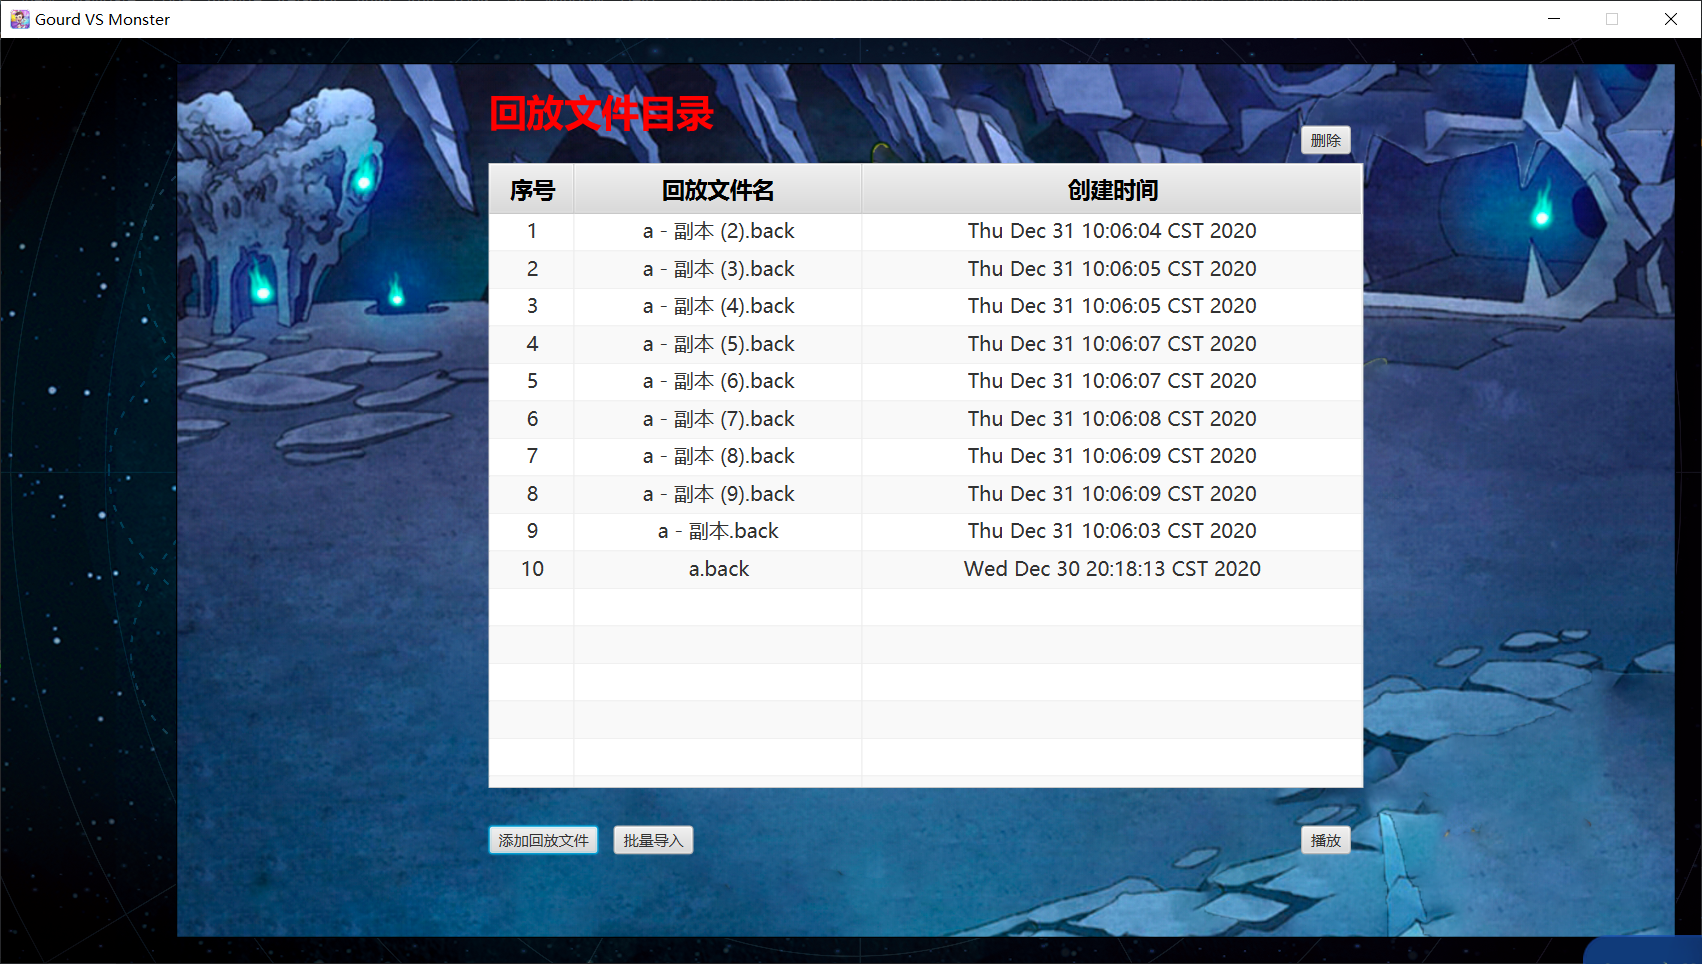 Gourd VS Monster
回放文件目录
删除
序号 回放文件名 创建时间
1 a - 副本 (2).back Thu Dec 31 10:06:04 CST 2020
2 a - 副本 (3).back Thu Dec 31 10:06:05 CST 2020
3 a - 副本 (4).back Thu Dec 31 10:06:05 CST 2020
4 a - 副本 (5).back Thu Dec 31 10:06:07 CST 2020
5 a - 副本 (6).back Thu Dec 31 10:06:07 CST 2020
6 a - 副本 (7).back Thu Dec 31 10:06:08 CST 2020
7 a - 副本 (8).back Thu Dec 31 10:06:09 CST 2020
8 a - 副本 (9).back Thu Dec 31 10:06:09 CST 2020
9 a - 副本.back Thu Dec 31 10:06:03 CST 2020
10 a.back Wed Dec 30 20:18:13 CST 2020
添加回放文件 批量导入 播放